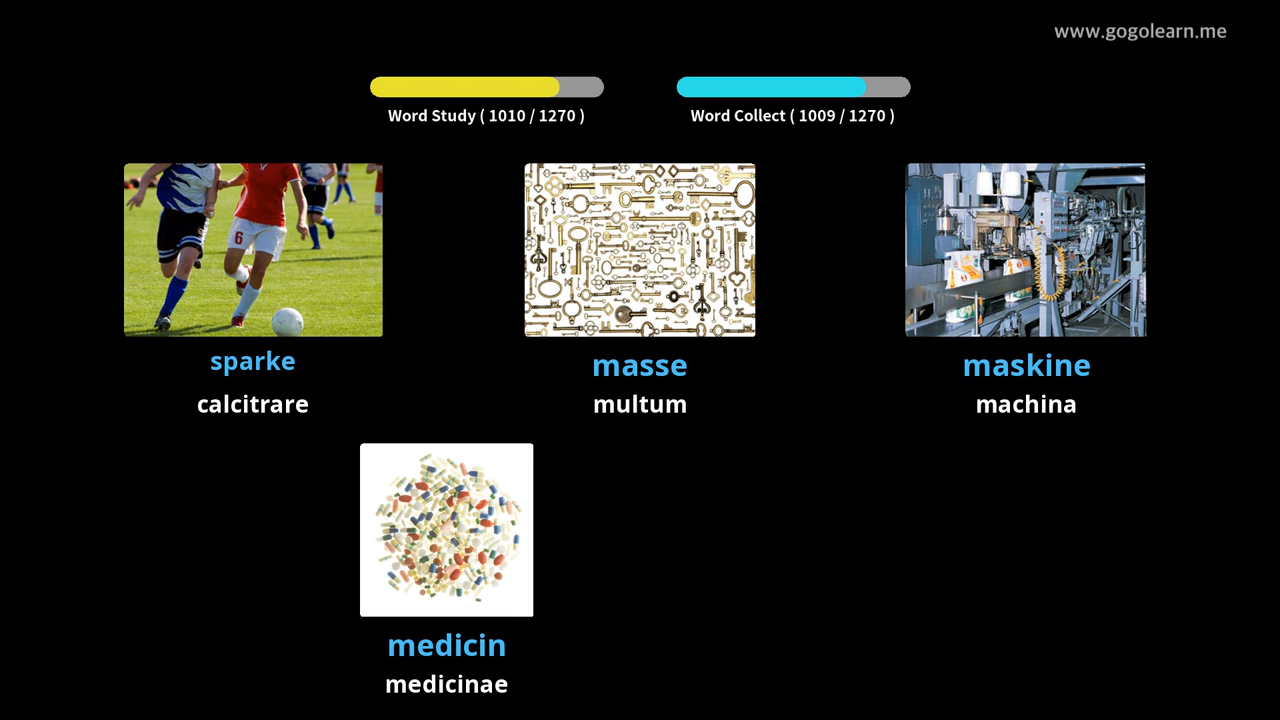 www.gogolearn.me
Word Study ( 1010 / 1270 )
Word Collect ( 1009 / 1270 )
6
sparke
masse
maskine
calcitrare
multum
machina
medicin
medicinae